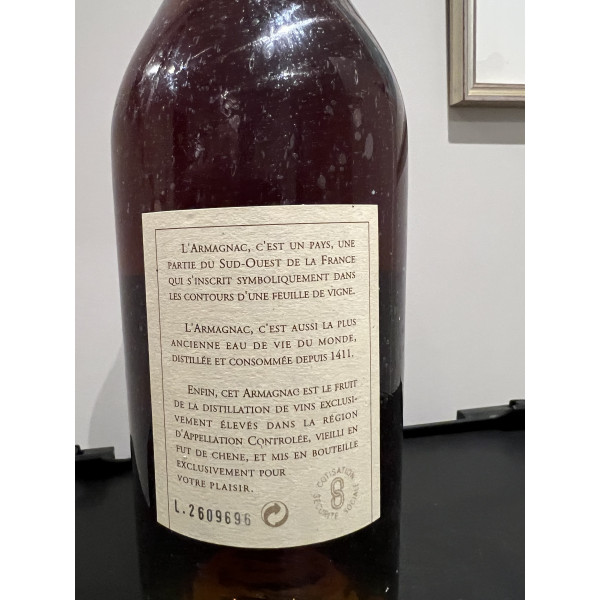 L'ARMAGNAC, C'EST UN PAYS, UNE
PARTIE DU SUD-OUEST DE LA FRANCE
QUI S'INSCRIT SYMBOLIQUEMENT DANS
LES CONTOURS D'UNE FEUILLE DE VIGNE.
L'ARMAGNAC, C'EST AUSSI LA PLUS
ANCIENNE EAU DE VIE DU MONDE,
DISTILLÉE ET CONSOMMÉE DEPUIS 1411.
ENFIN, CET ARMAGNAC EST LE FRUIT
DE LA DISTILLATION DE VINS EXCLUSI-
VEMENT ÉLEVÉS DANS LA RÉGION
D'APPELLATION CONTROLÉE, VIEILLI EN
FUT DE CHENE, ET MIS EN BOUTEILLE
EXCLUSIVEMENT POUR
VOTRE PLAISIR.
L.2609696
COTISATION
SÉCURITÉ SOCIALE